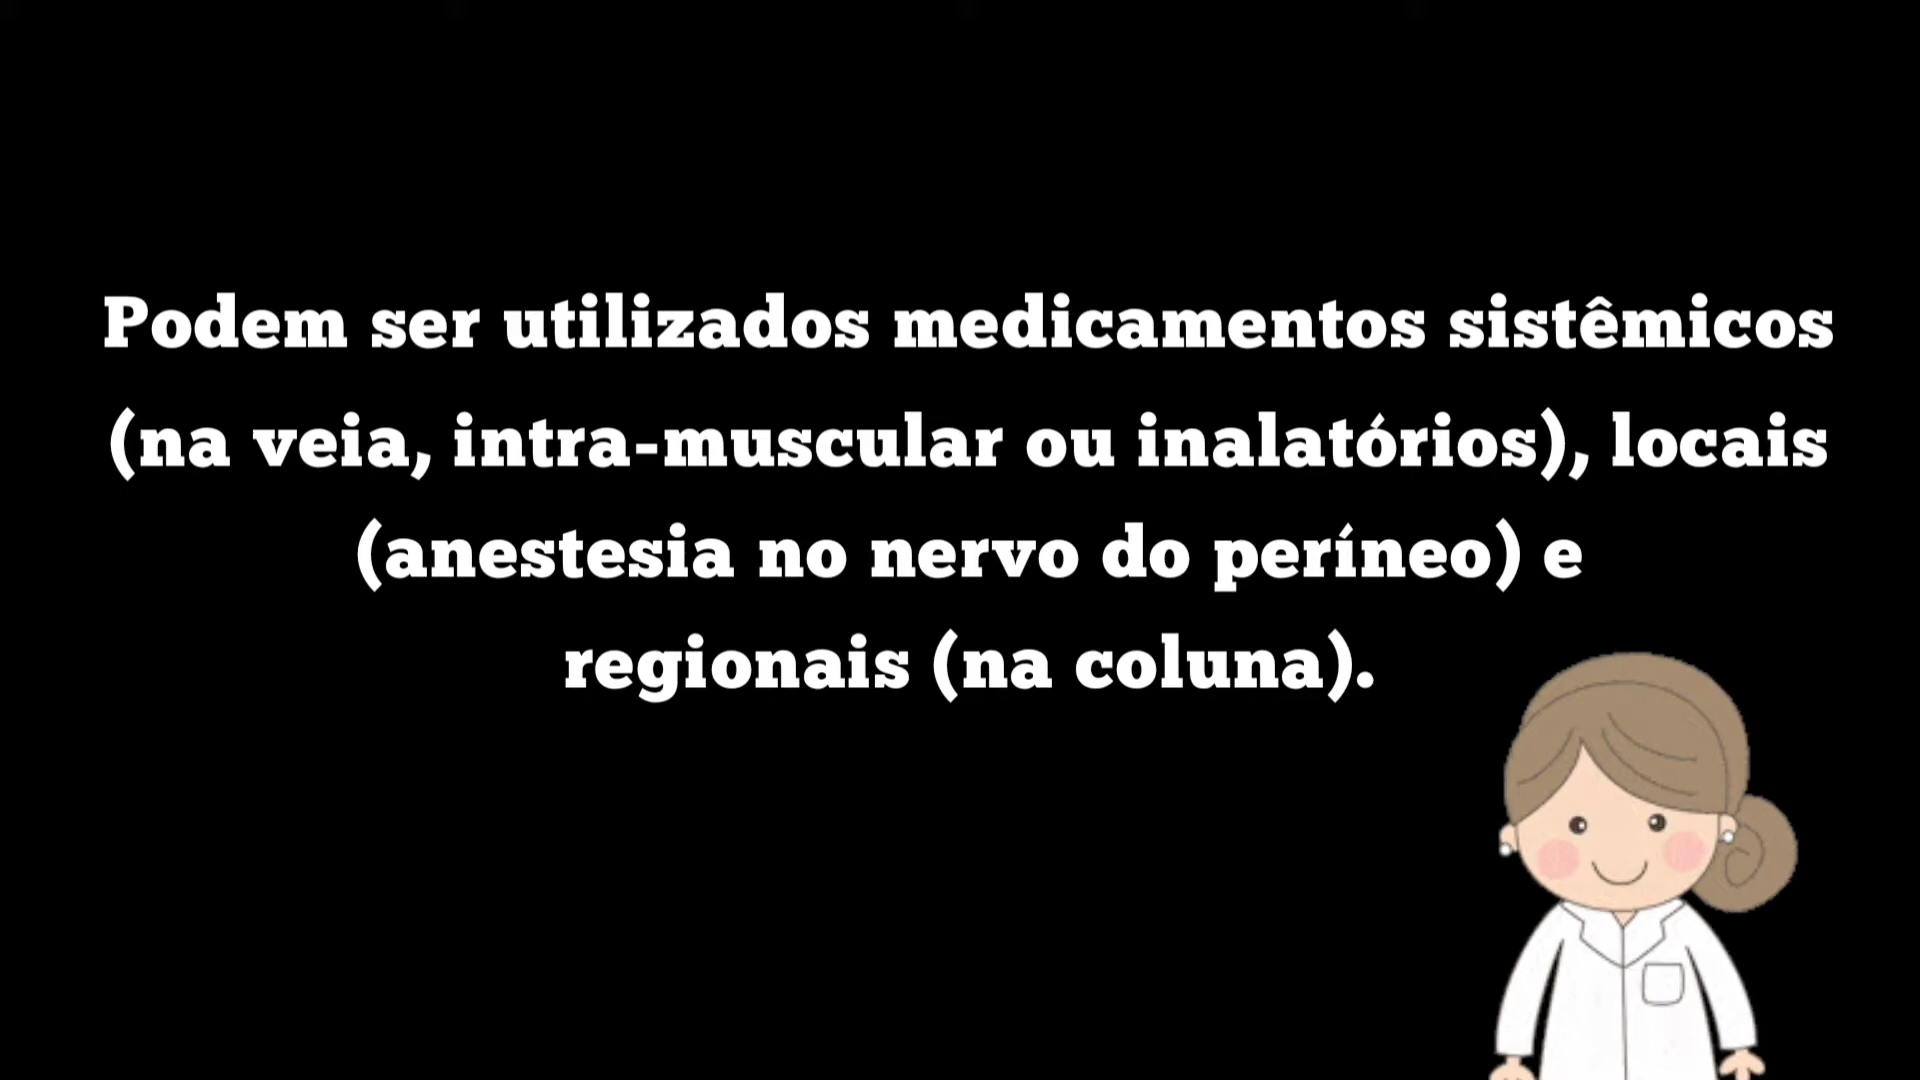 Podem ser utilizados medicamentos sistêmicos
(na veia, intra-muscular ou inalatórios), locais
(anestesia no nervo do períneo) e
regionais (na coluna).